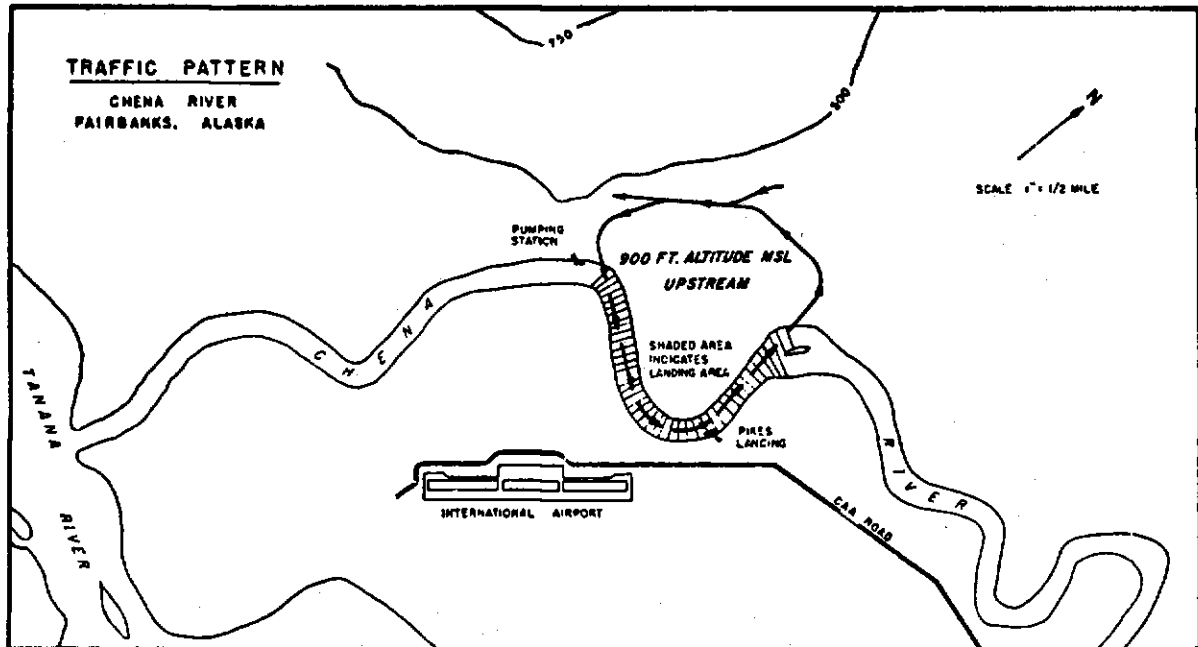 TRAFFIC PATTERN
CHENA RIVER
FAIRBANKS, ALASKA
750
800
N
SCALE 1" = 1/2 MILE
PUMPING
STATION
900 FT. ALTITUDE MSL
UPSTREAM
CHENA
SHADED AREA
INDICATES
LANDING AREA
TANANA
PIKES
LANDING
RIVER
INTERNATIONAL AIRPORT
CAA ROAD
RIVER